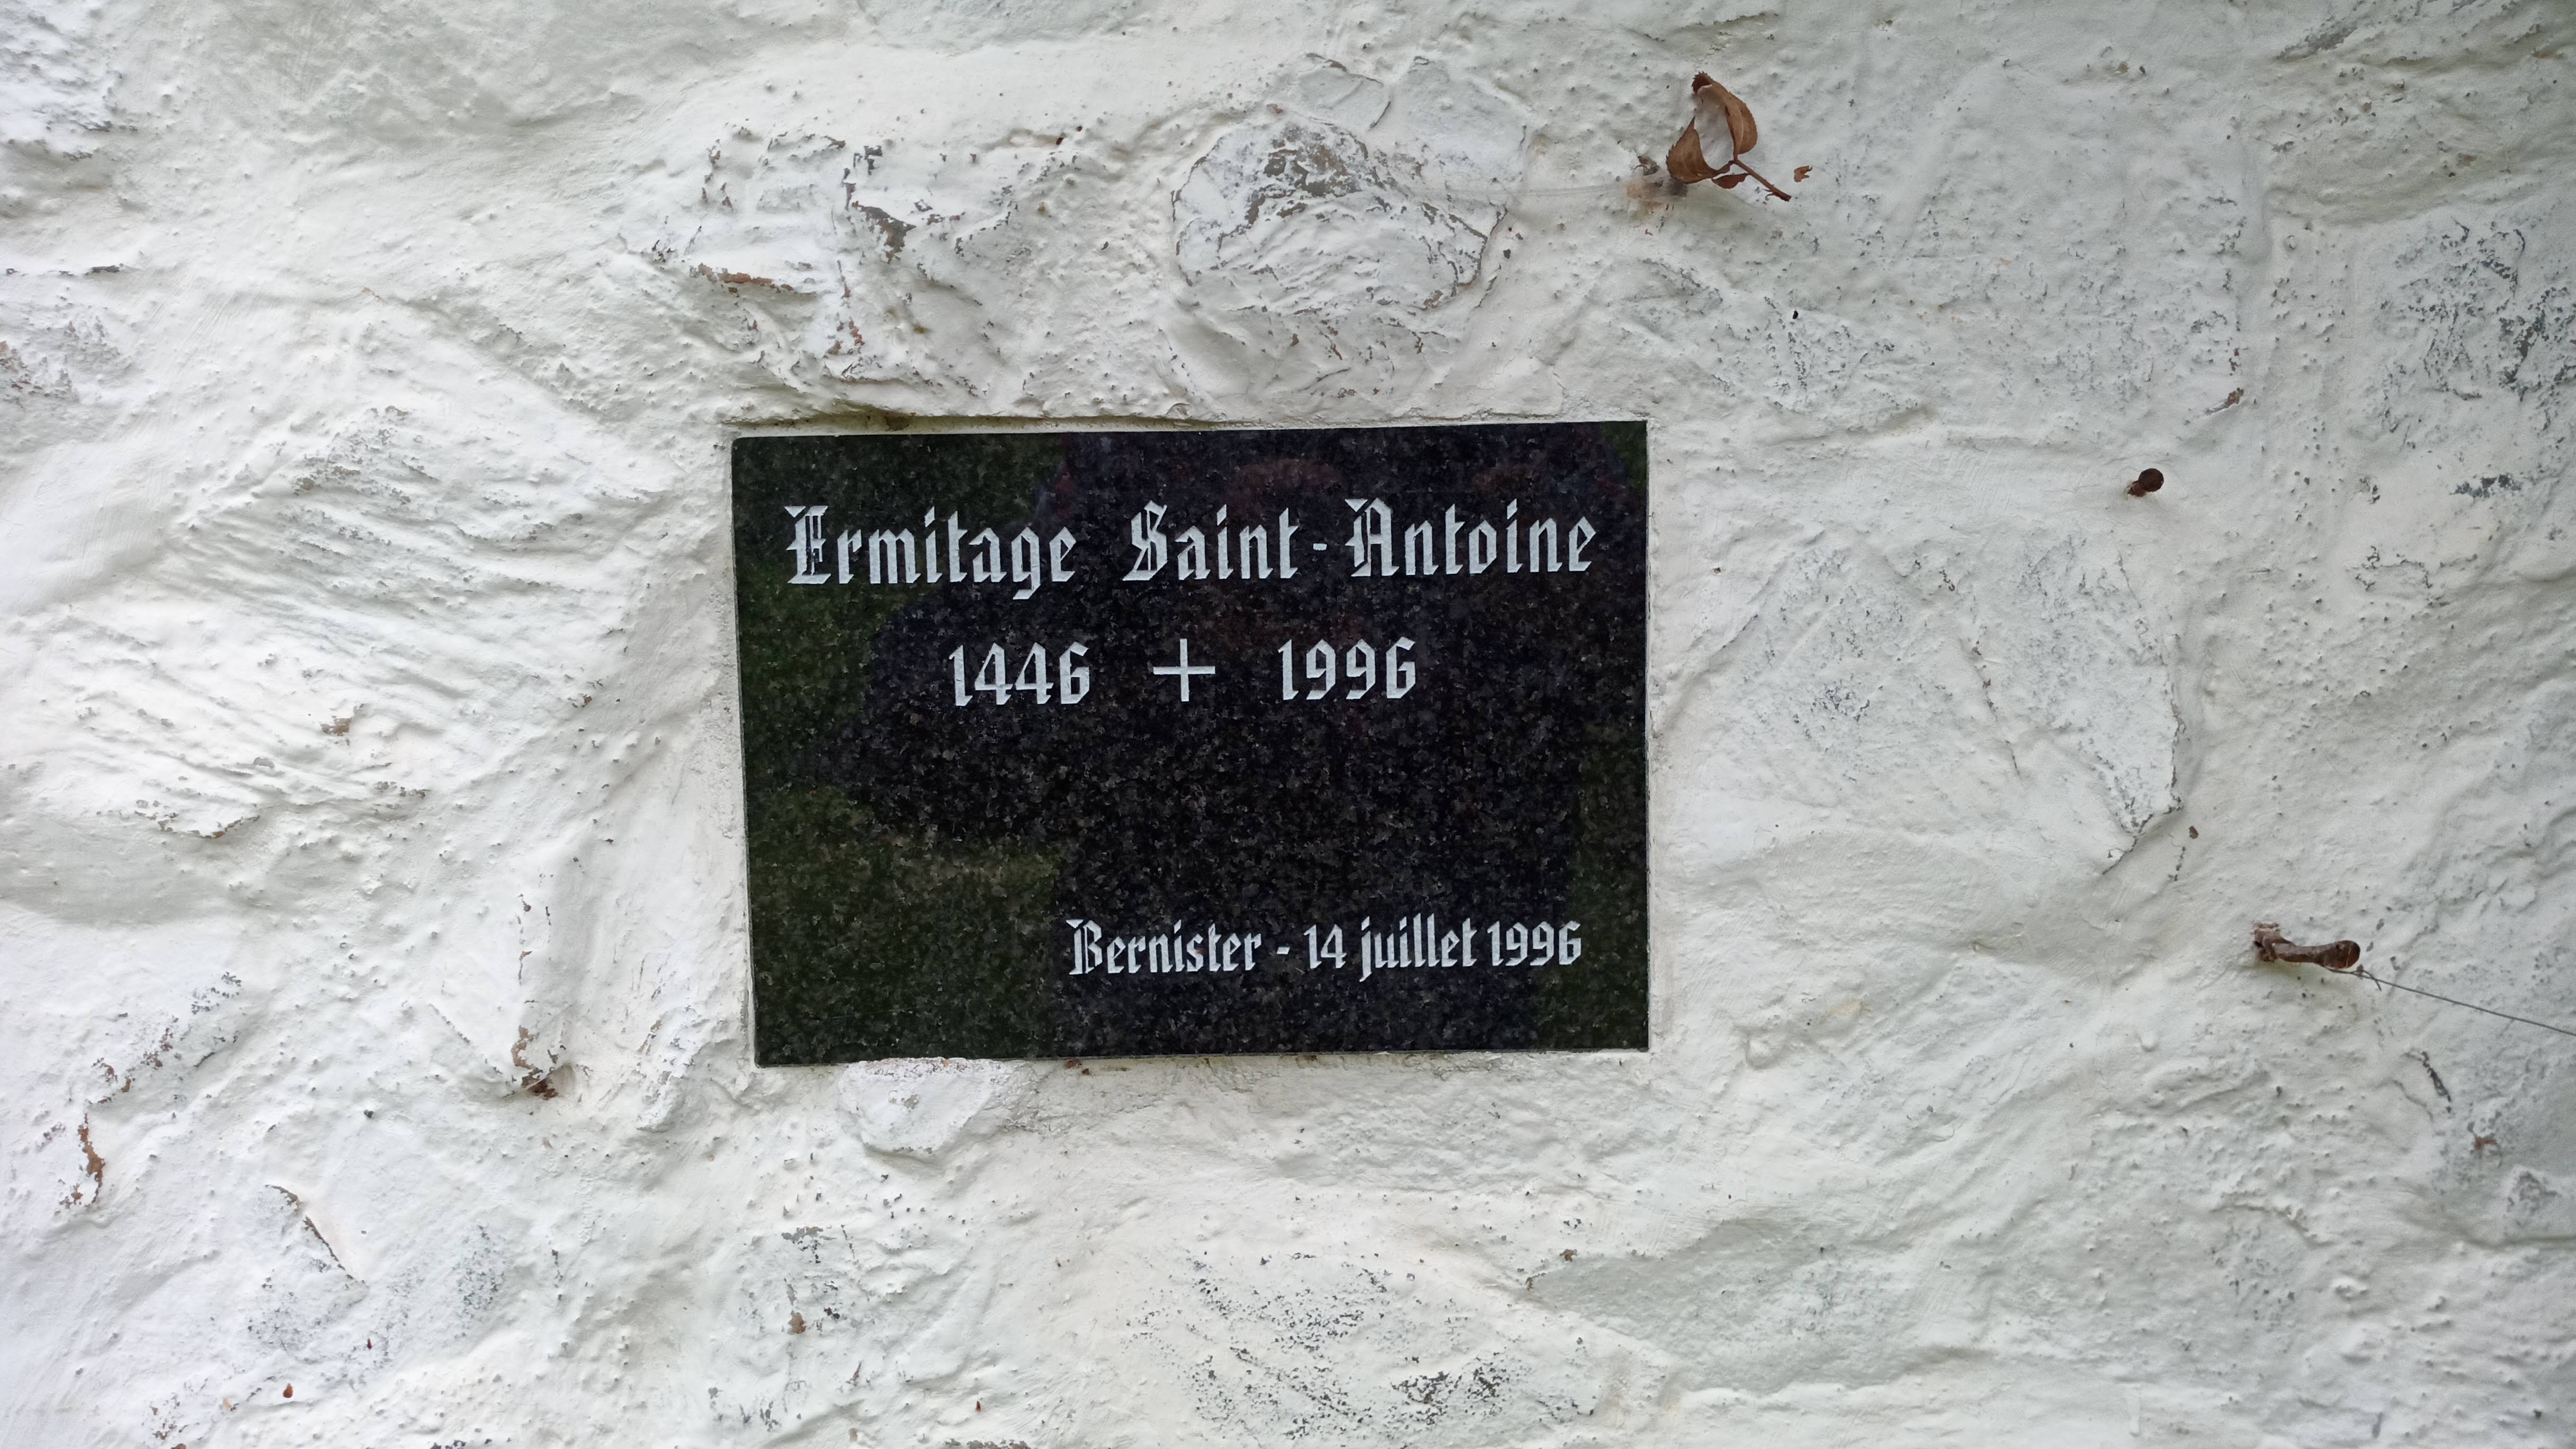 Ermitage Saint-Antoine
1446 + 1996
Bernister - 14 juillet 1996